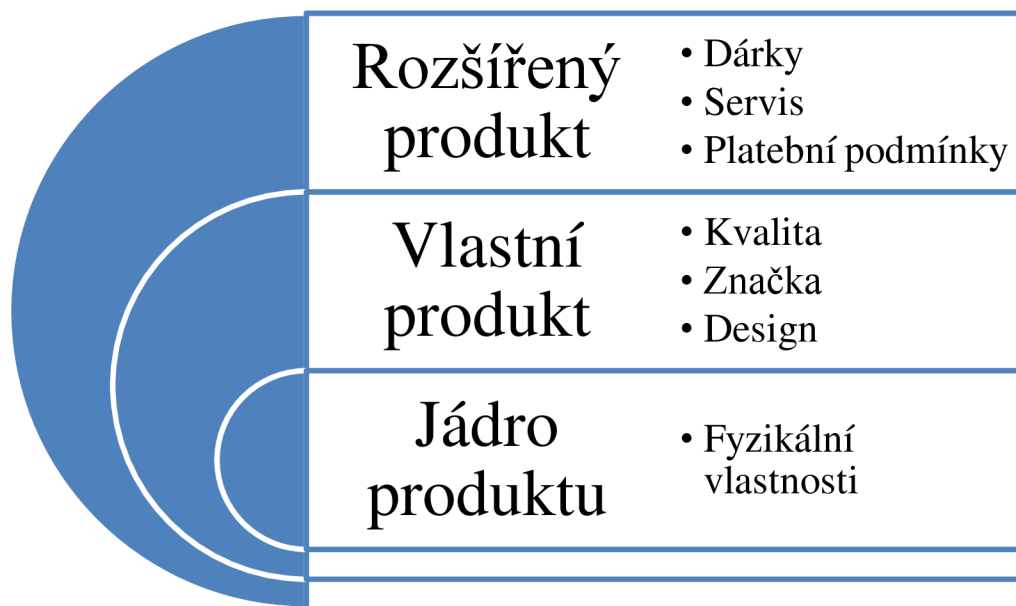 Rozšířený
produkt
• Dárky
• Servis
• Platební podmínky
Vlastní
produkt
• Kvalita
• Značka
• Design
Jádro
produktu
• Fyzikální
vlastnosti